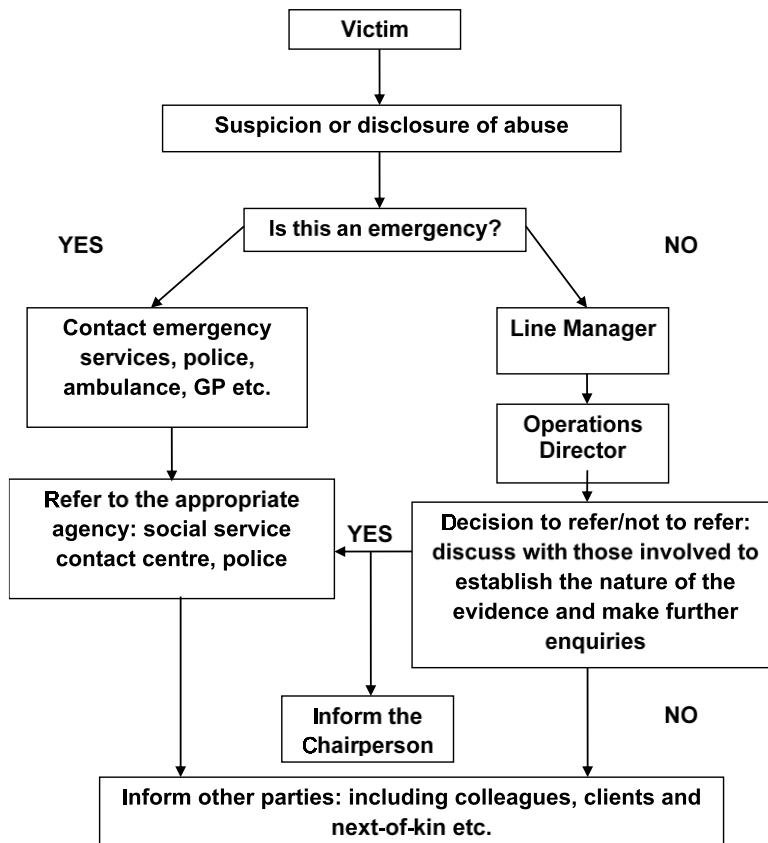 Victim
Suspicion or disclosure of abuse
Is this an emergency?
YES
NO
Contact emergency
services, police,
ambulance, GP etc.
Line Manager
Operations
Director
Refer to the appropriate
agency: social service
contact centre, police
YES
Decision to refer/not to refer:
discuss with those involved to
establish the nature of the
evidence and make further
enquiries
Inform the
Chairperson
NO
Inform other parties: including colleagues, clients and
next-of-kin etc.